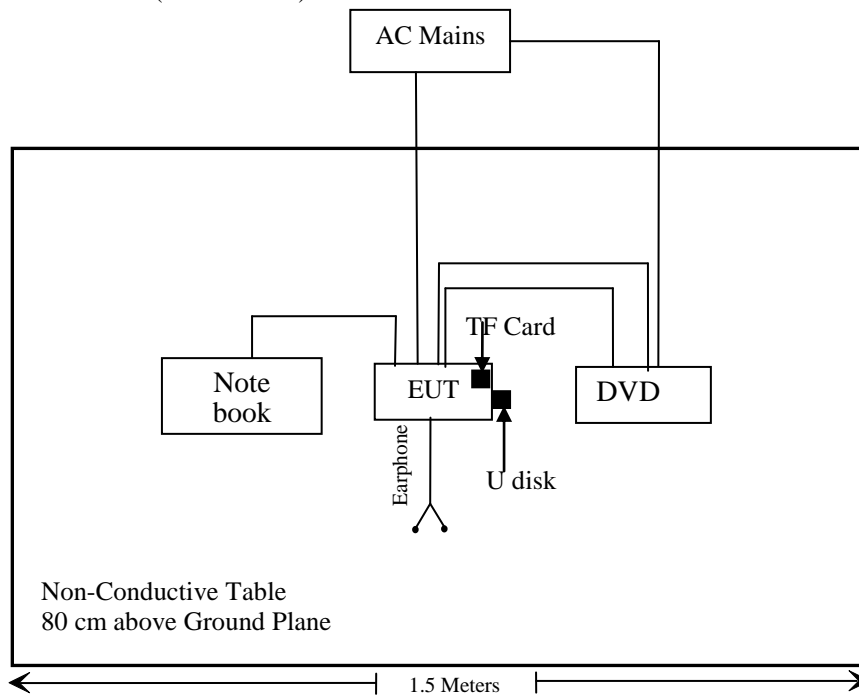 AC Mains
TF Card
Note
book
EUT
DVD
Earphone
U disk
Non-Conductive Table
80 cm above Ground Plane
1.5 Meters